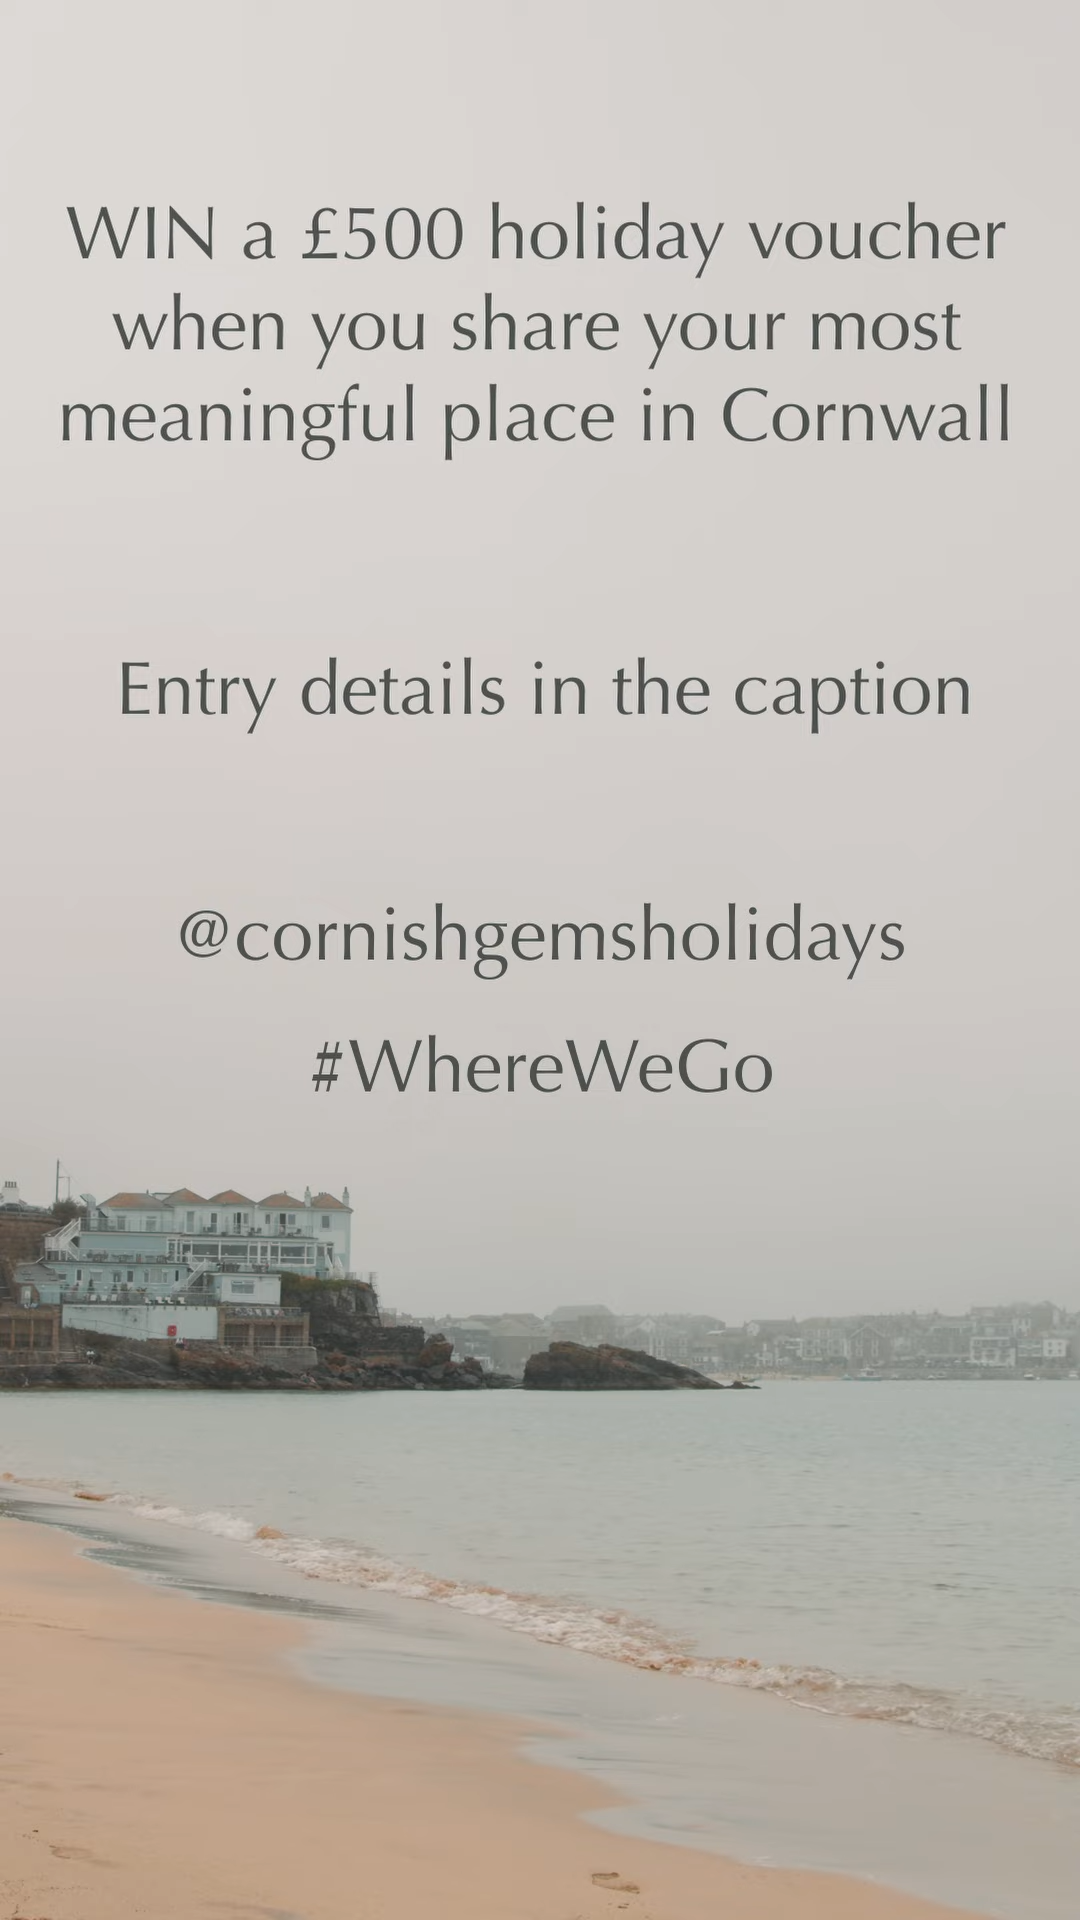 WIN a £500 holiday voucher
when you share your most
meaningful place in Cornwall
Entry details in the caption
@cornishgemsholidays
#WhereWeGo